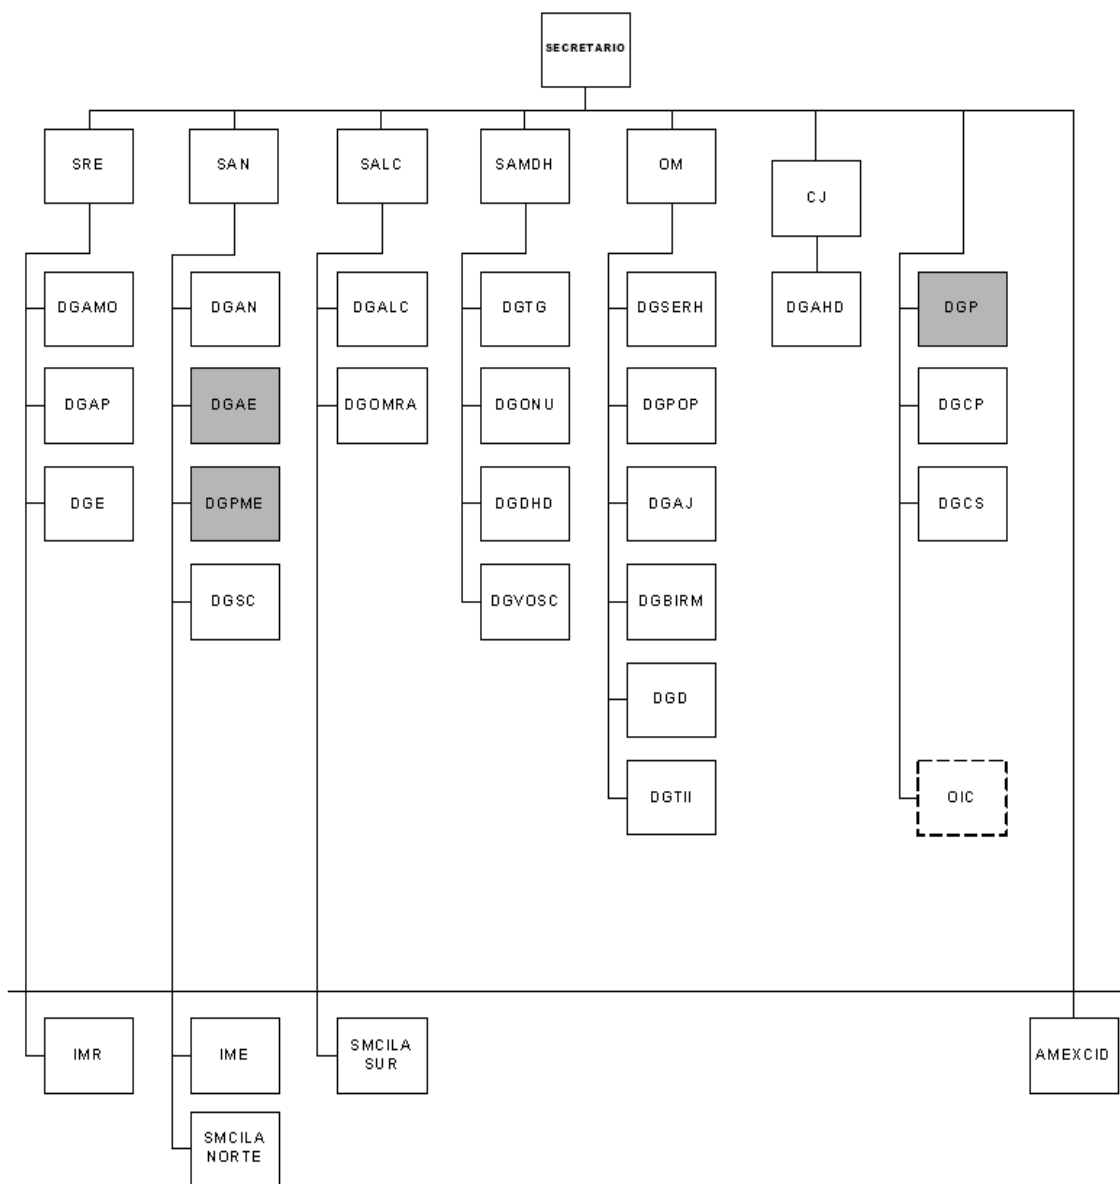 SECRETARIO
SRE
SAN
SALC
SAMDH
OM
CJ
DGAMO
DGAN
DGALC
DGTG
DGSERH
DGAHD
DGP
DGAP
DGAE
DGOMRA
DGONU
DGPOP
DGCP
DGE
DGPME
DGDHD
DGAJ
DGCS
DGSC
DGVOSC
DGBIRM
DGD
DGTII
OIC
IMR
IME
SMCILA
SUR
AMEXCID
SMCILA
NORTE